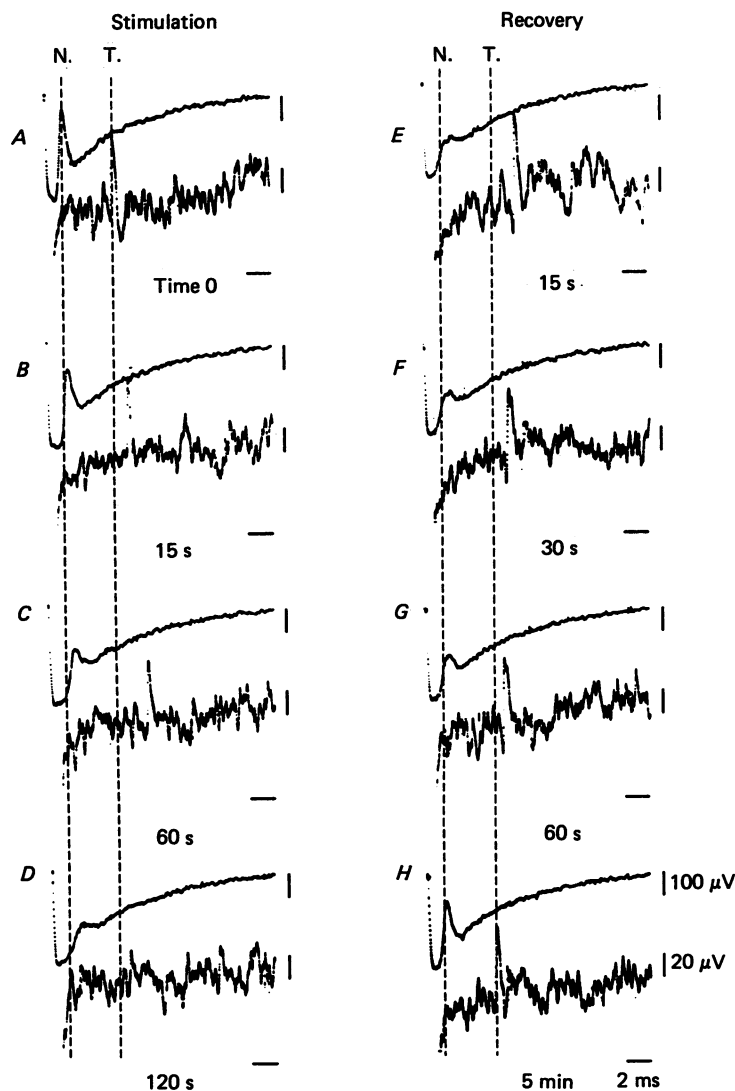 Stimulation
N. T.
A
Time 0
B
15 s
C
60 s
D
120 s
Recovery
N. T.
E
15 s
F
30 s
G
60 s
H
100 μV
20 μV
5 min 2 ms